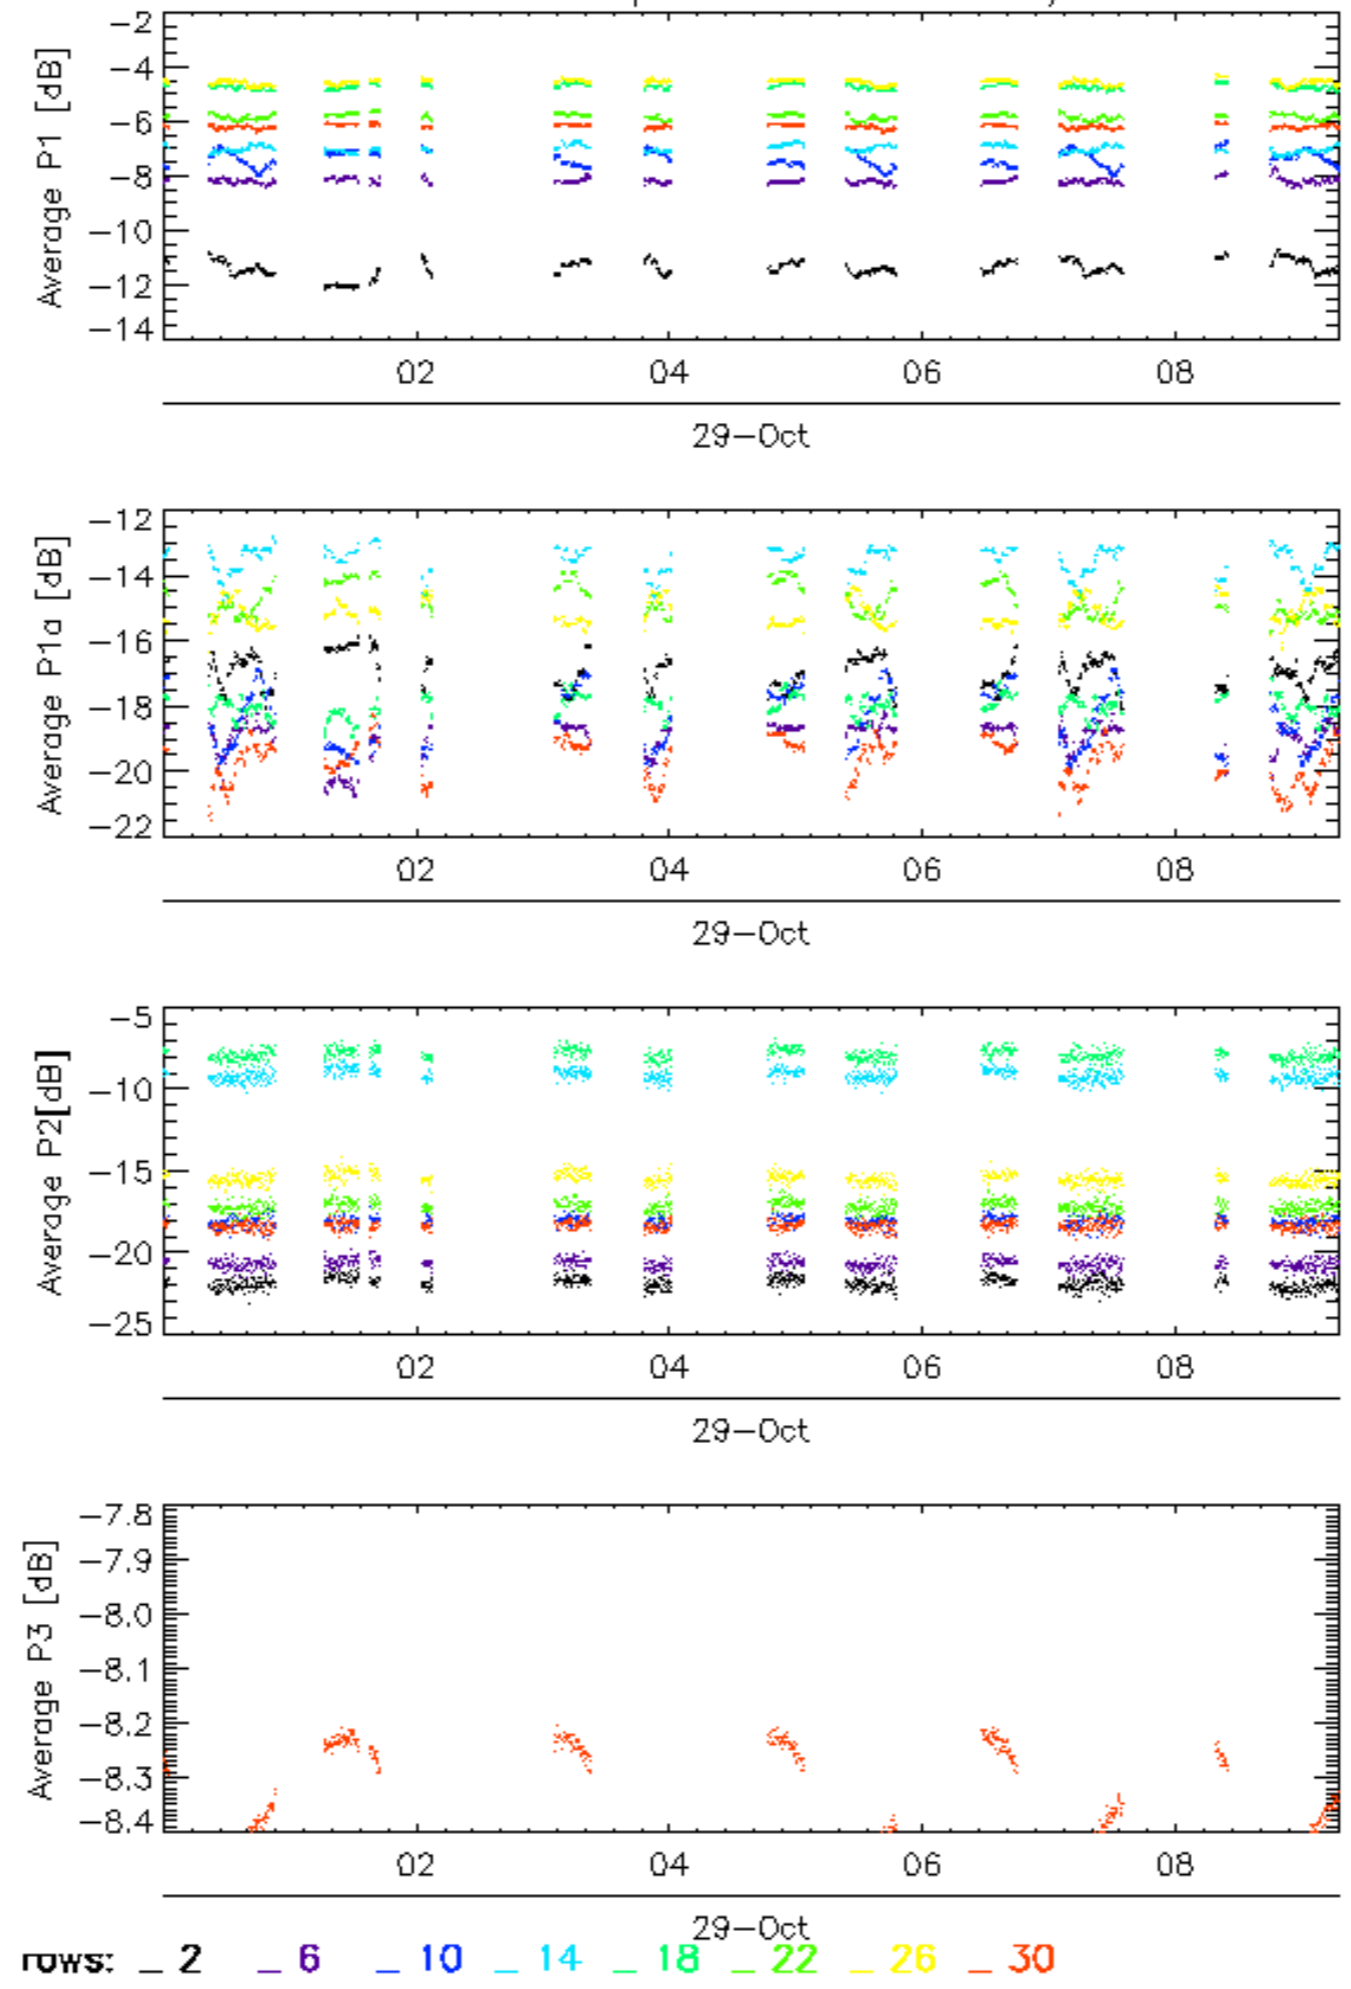 Average P1 [dB]
−2
−4
−6
−8
−10
−12
−14
02 04 06 08
29−Oct
Average P1a [dB]
−12
−14
−16
−18
−20
−22
02 04 06 08
29−Oct
Average P2[dB]
−5
−10
−15
−20
−25
02 04 06 08
29−Oct
Average P3 [dB]
−7.8
−7.9
−8.0
−8.1
−8.2
−8.3
−8.4
02 04 06 08
29−Oct
rows: _ 2 _ 6 _ 10 _ 14 _ 18 _ 22 _ 26 _ 30